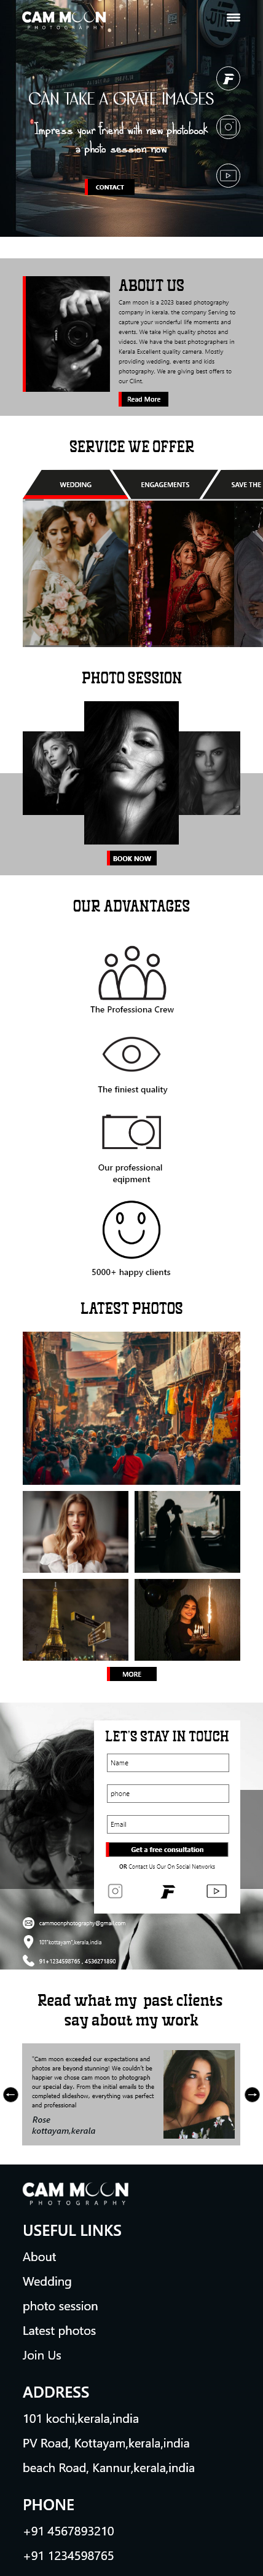 CAM MOON
PHOTOGRAPHY
CAN TAKE A GRATE IMAGES
"Impress your friend with new photobook
a photo session now
CONTACT
ABOUT US
Cam moon is a 2023 based photography
company in kerala, the company Serving to
capture your wonderful life moments and
events. We take High quality photos and
videos. We have the best photographers in
Kerala Excellent quality camera. Mostly
providing wedding, events and kids
photography. We are giving best offers to
our Clint.
Read More
SERVICE WE OFFER
WEDDING
ENGAGEMENTS
SAVE THE
PHOTO SESSION
BOOK NOW
OUR ADVANTAGES
The Professiona Crew
The finiest quality
Our professional
eqipment
5000+ happy clients
LATEST PHOTOS
MORE
LET'S STAY IN TOUCH
Name
phone
Email
Get a free consultation
OR Contact Us Our On Social Networks
cammoonphotography@gmail.com
101"kottayam",kerala,india
91+1234598765 , 4536271890
Read what my past clients
say about my work
"Cam moon exceeded our expectations and
photos are beyond stunning! We couldn't be
happier we chose cam moon to photograph
our special day. From the initial emails to the
completed slideshow, everything was perfect
and professional
Rose
kottayam,kerala
CAM MOON
PHOTOGRAPHY
USEFUL LINKS
About
Wedding
photo session
Latest photos
Join Us
ADDRESS
101 kochi,kerala,india
PV Road, Kottayam,kerala,india
beach Road, Kannur,kerala,india
PHONE
+91 4567893210
+91 1234598765